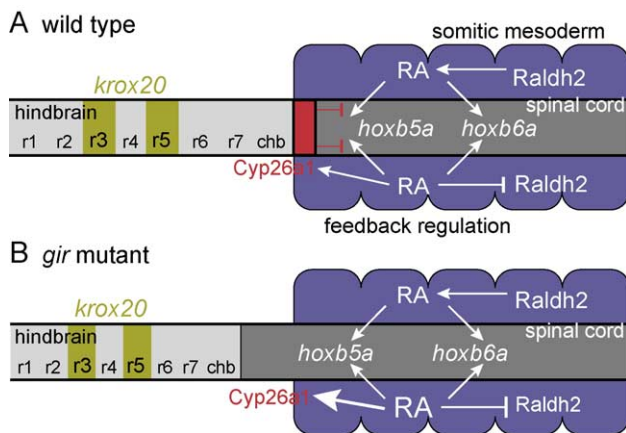 A wild type
somitic mesoderm
krox20
RA
Raldh2
hindbrain
spinal cord
r1 r2 r3 r4 r5 r6 r7 chb
hoxb5a
hoxb6a
Cyp26a1
RA
Raldh2
feedback regulation
B gir mutant
krox20
RA
Raldh2
hindbrain
spinal cord
r1 r2 r3 r4 r5 r6 r7 chb
hoxb5a
hoxb6a
Cyp26a1
RA
Raldh2